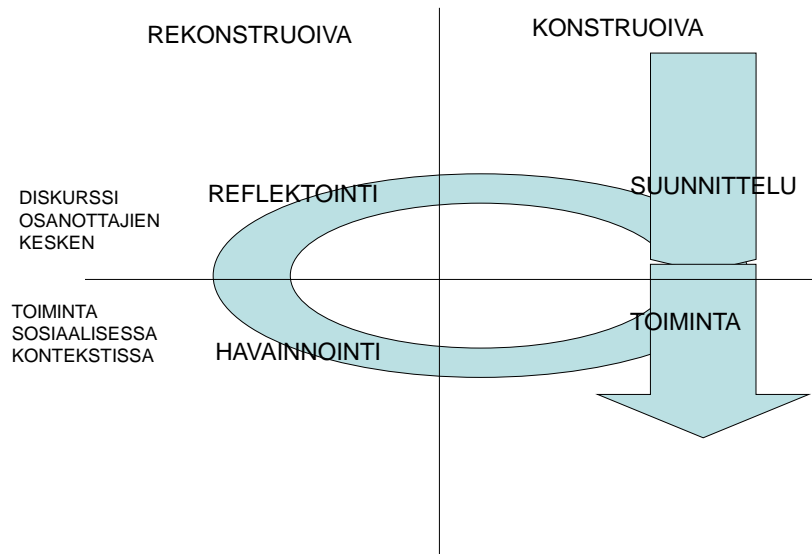 REKONSTRUOIVA
KONSTRUOIVA
DISKURSSI
OSANOTTAJIEN
KESKEN
REFLEKTOINTI
SUUNNITTELU
TOIMINTA
SOSIAALISESSA
KONTEKSTISSA
HAVAINNOINTI
TOIMINTA